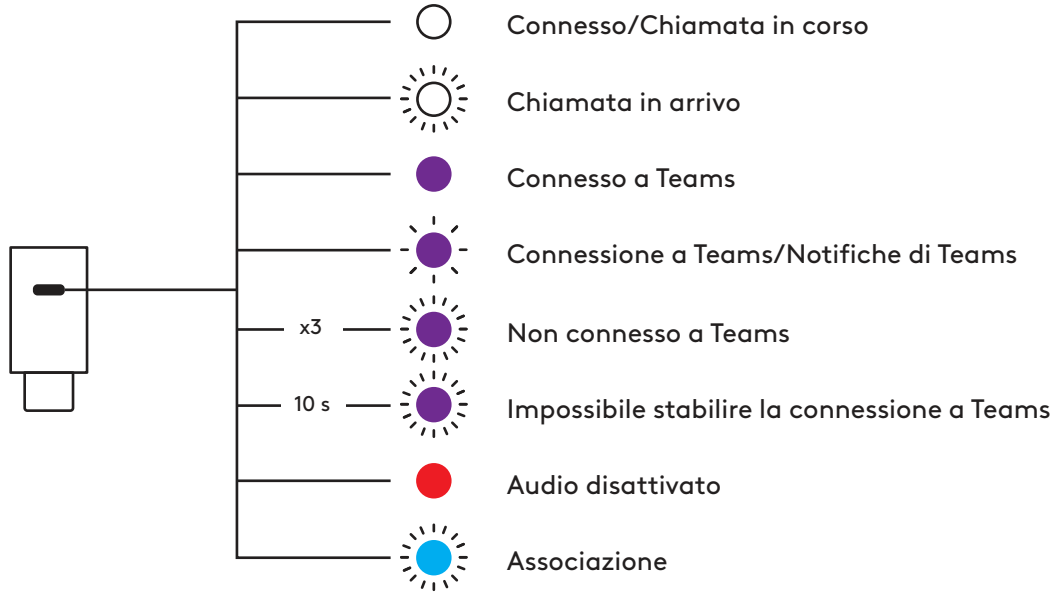 Connesso/Chiamata in corso
Chiamata in arrivo
Connesso a Teams
Connessione a Teams/Notifiche di Teams
x3 Non connesso a Teams
10 s Impossibile stabilire la connessione a Teams
Audio disattivato
Associazione